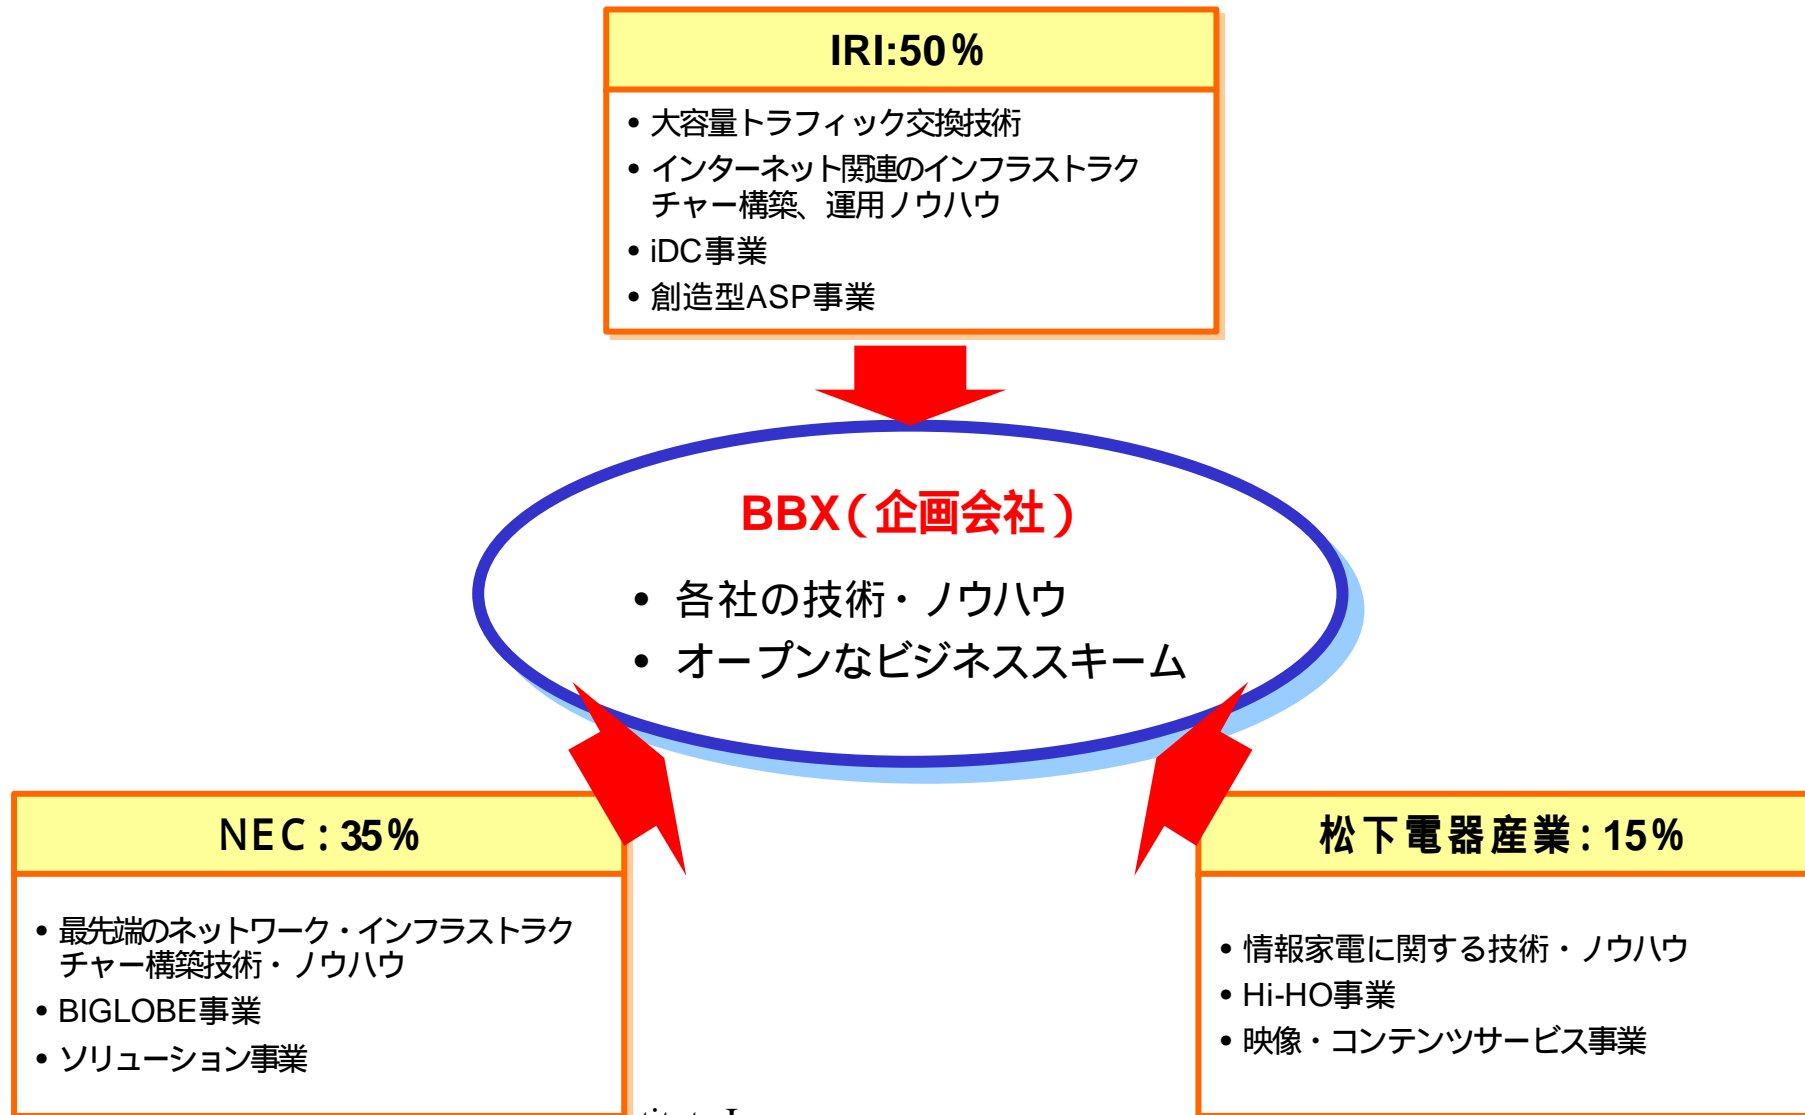 IRI:50%
• 大容量トラフィック交換技術
• インターネット関連のインフラストラク
チャー構築、運用ノウハウ
• iDC事業
• 創造型ASP事業
BBX(企画会社)
• 各社の技術・ノウハウ
• オープンなビジネススキーム
NEC:35%
• 最先端のネットワーク・インフラストラク
チャー構築技術・ノウハウ
• BIGLOBE事業
• ソリューション事業
松下電器産業:15%
• 情報家電に関する技術・ノウハウ
• Hi-HO事業
• 映像・コンテンツサービス事業